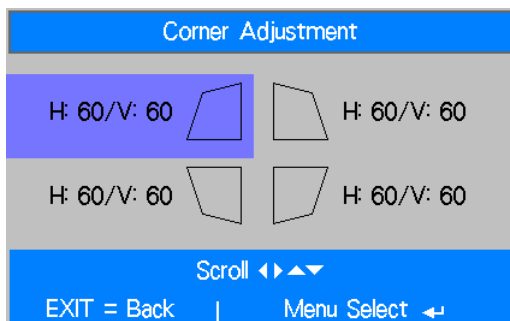 Corner Adjustment
H: 60/V: 60 H: 60/V: 60
H: 60/V: 60 H: 60/V: 60
Scroll
EXIT = Back | Menu Select